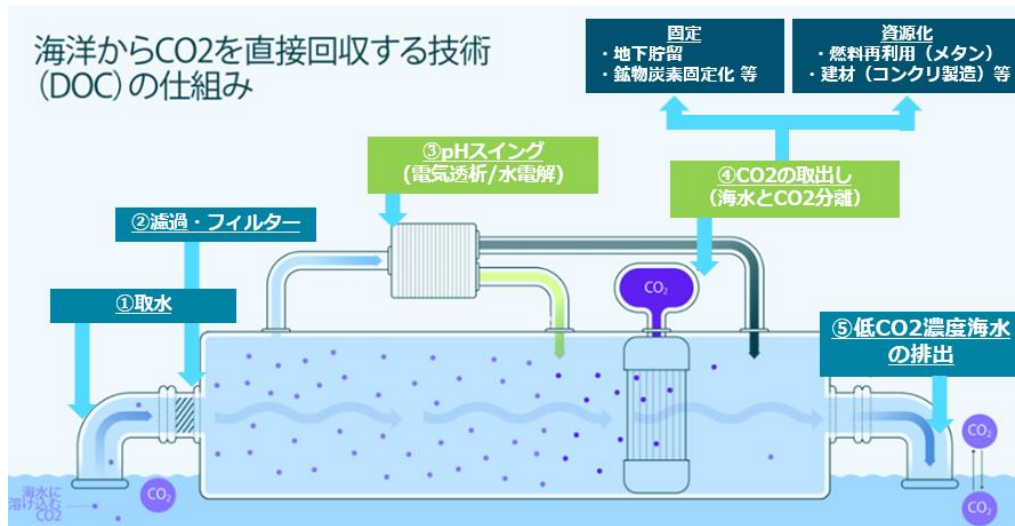 海洋からCO2を直接回収する技術
(DOC)の仕組み
固定
・地下貯留
・鉱物炭素固定化 等
資源化
・燃料再利用（メタン）
・建材（コンクリ製造）等
③pHスイング
(電気透析/水電解)
④CO2の取出し
（海水とCO2分離）
②濾過・フィルター
①取水
CO₂
⑤低CO2濃度海水
の排出
海水に
溶け込む
CO2
CO₂
CO₂
CO₂